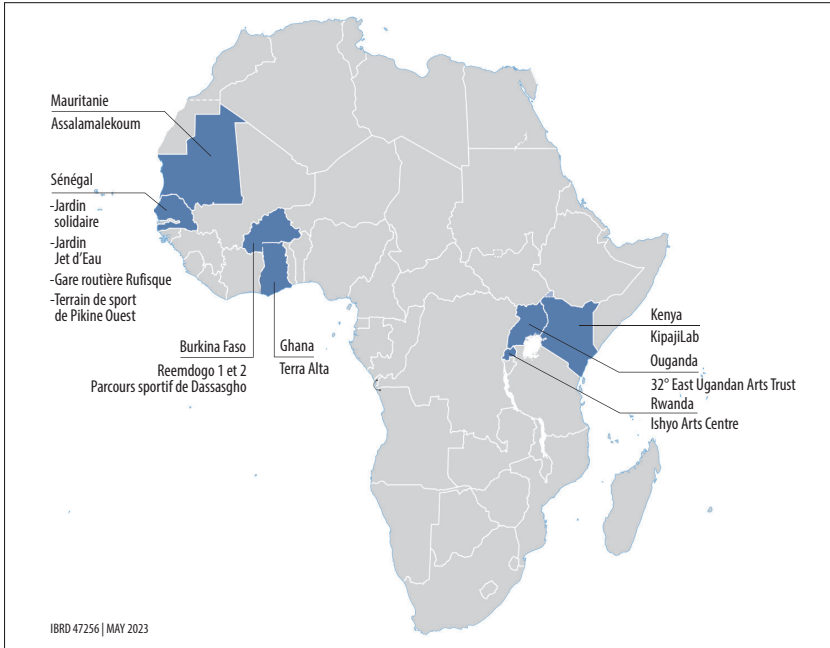 Mauritanie
Assalamalekoum
Sénégal
-Jardin
solidaire
-Jardin
Jet d’Eau
-Gare routière Rufisque
-Terrain de sport
de Pikine Ouest
Burkina Faso
Reemdogo 1 et 2
Parcours sportif de Dassasgho
Ghana
Terra Alta
Kenya
KipajiLab
Ouganda
32° East Ugandan Arts Trust
Rwanda
Ishyo Arts Centre
IBRD 47256 | MAY 2023